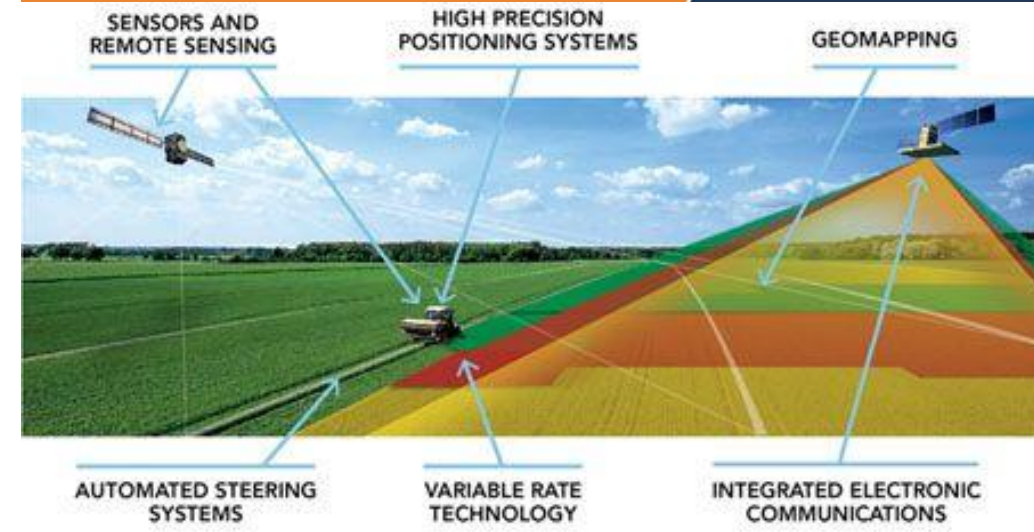 SENSORS AND
REMOTE SENSING
HIGH PRECISION
POSITIONING SYSTEMS
GEOMAPPING
AUTOMATED STEERING
SYSTEMS
VARIABLE RATE
TECHNOLOGY
INTEGRATED ELECTRONIC
COMMUNICATIONS